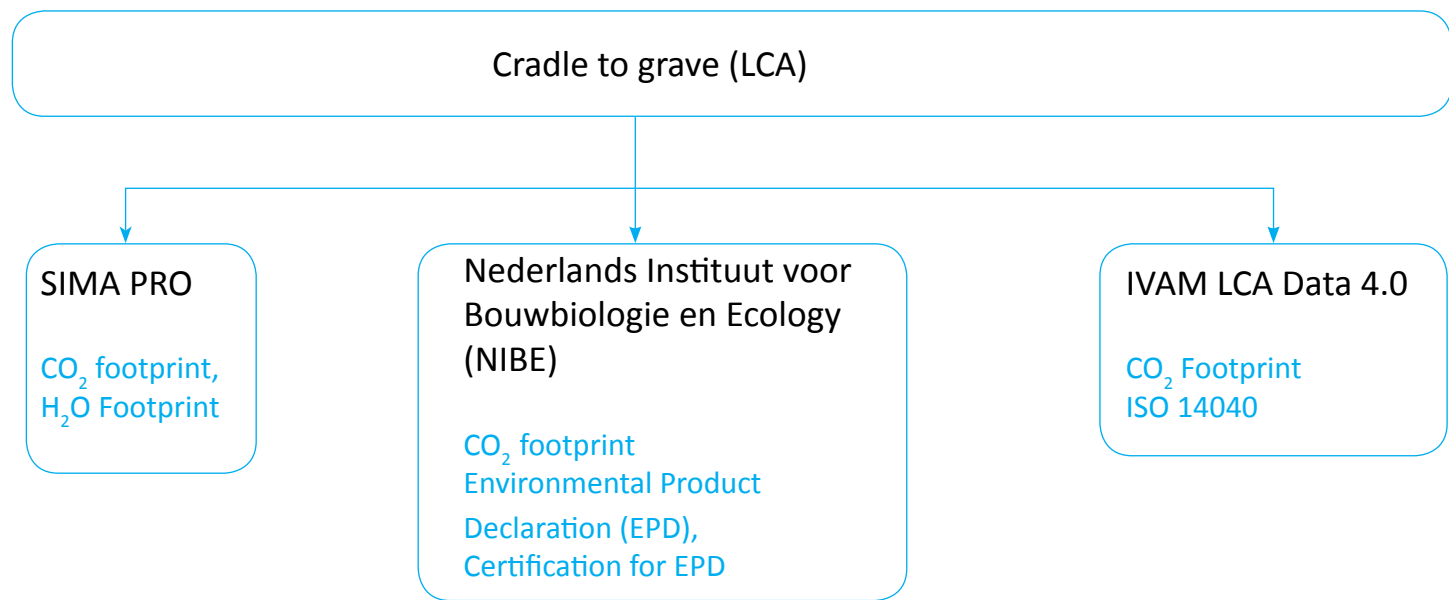 Cradle to grave (LCA)
SIMA PRO
CO₂ footprint,
H₂O Footprint
Nederlands Instituut voor
Bouwbiologie en Ecology
(NIBE)
CO₂ footprint
Environmental Product
Declaration (EPD),
Certification for EPD
IVAM LCA Data 4.0
CO₂ Footprint
ISO 14040